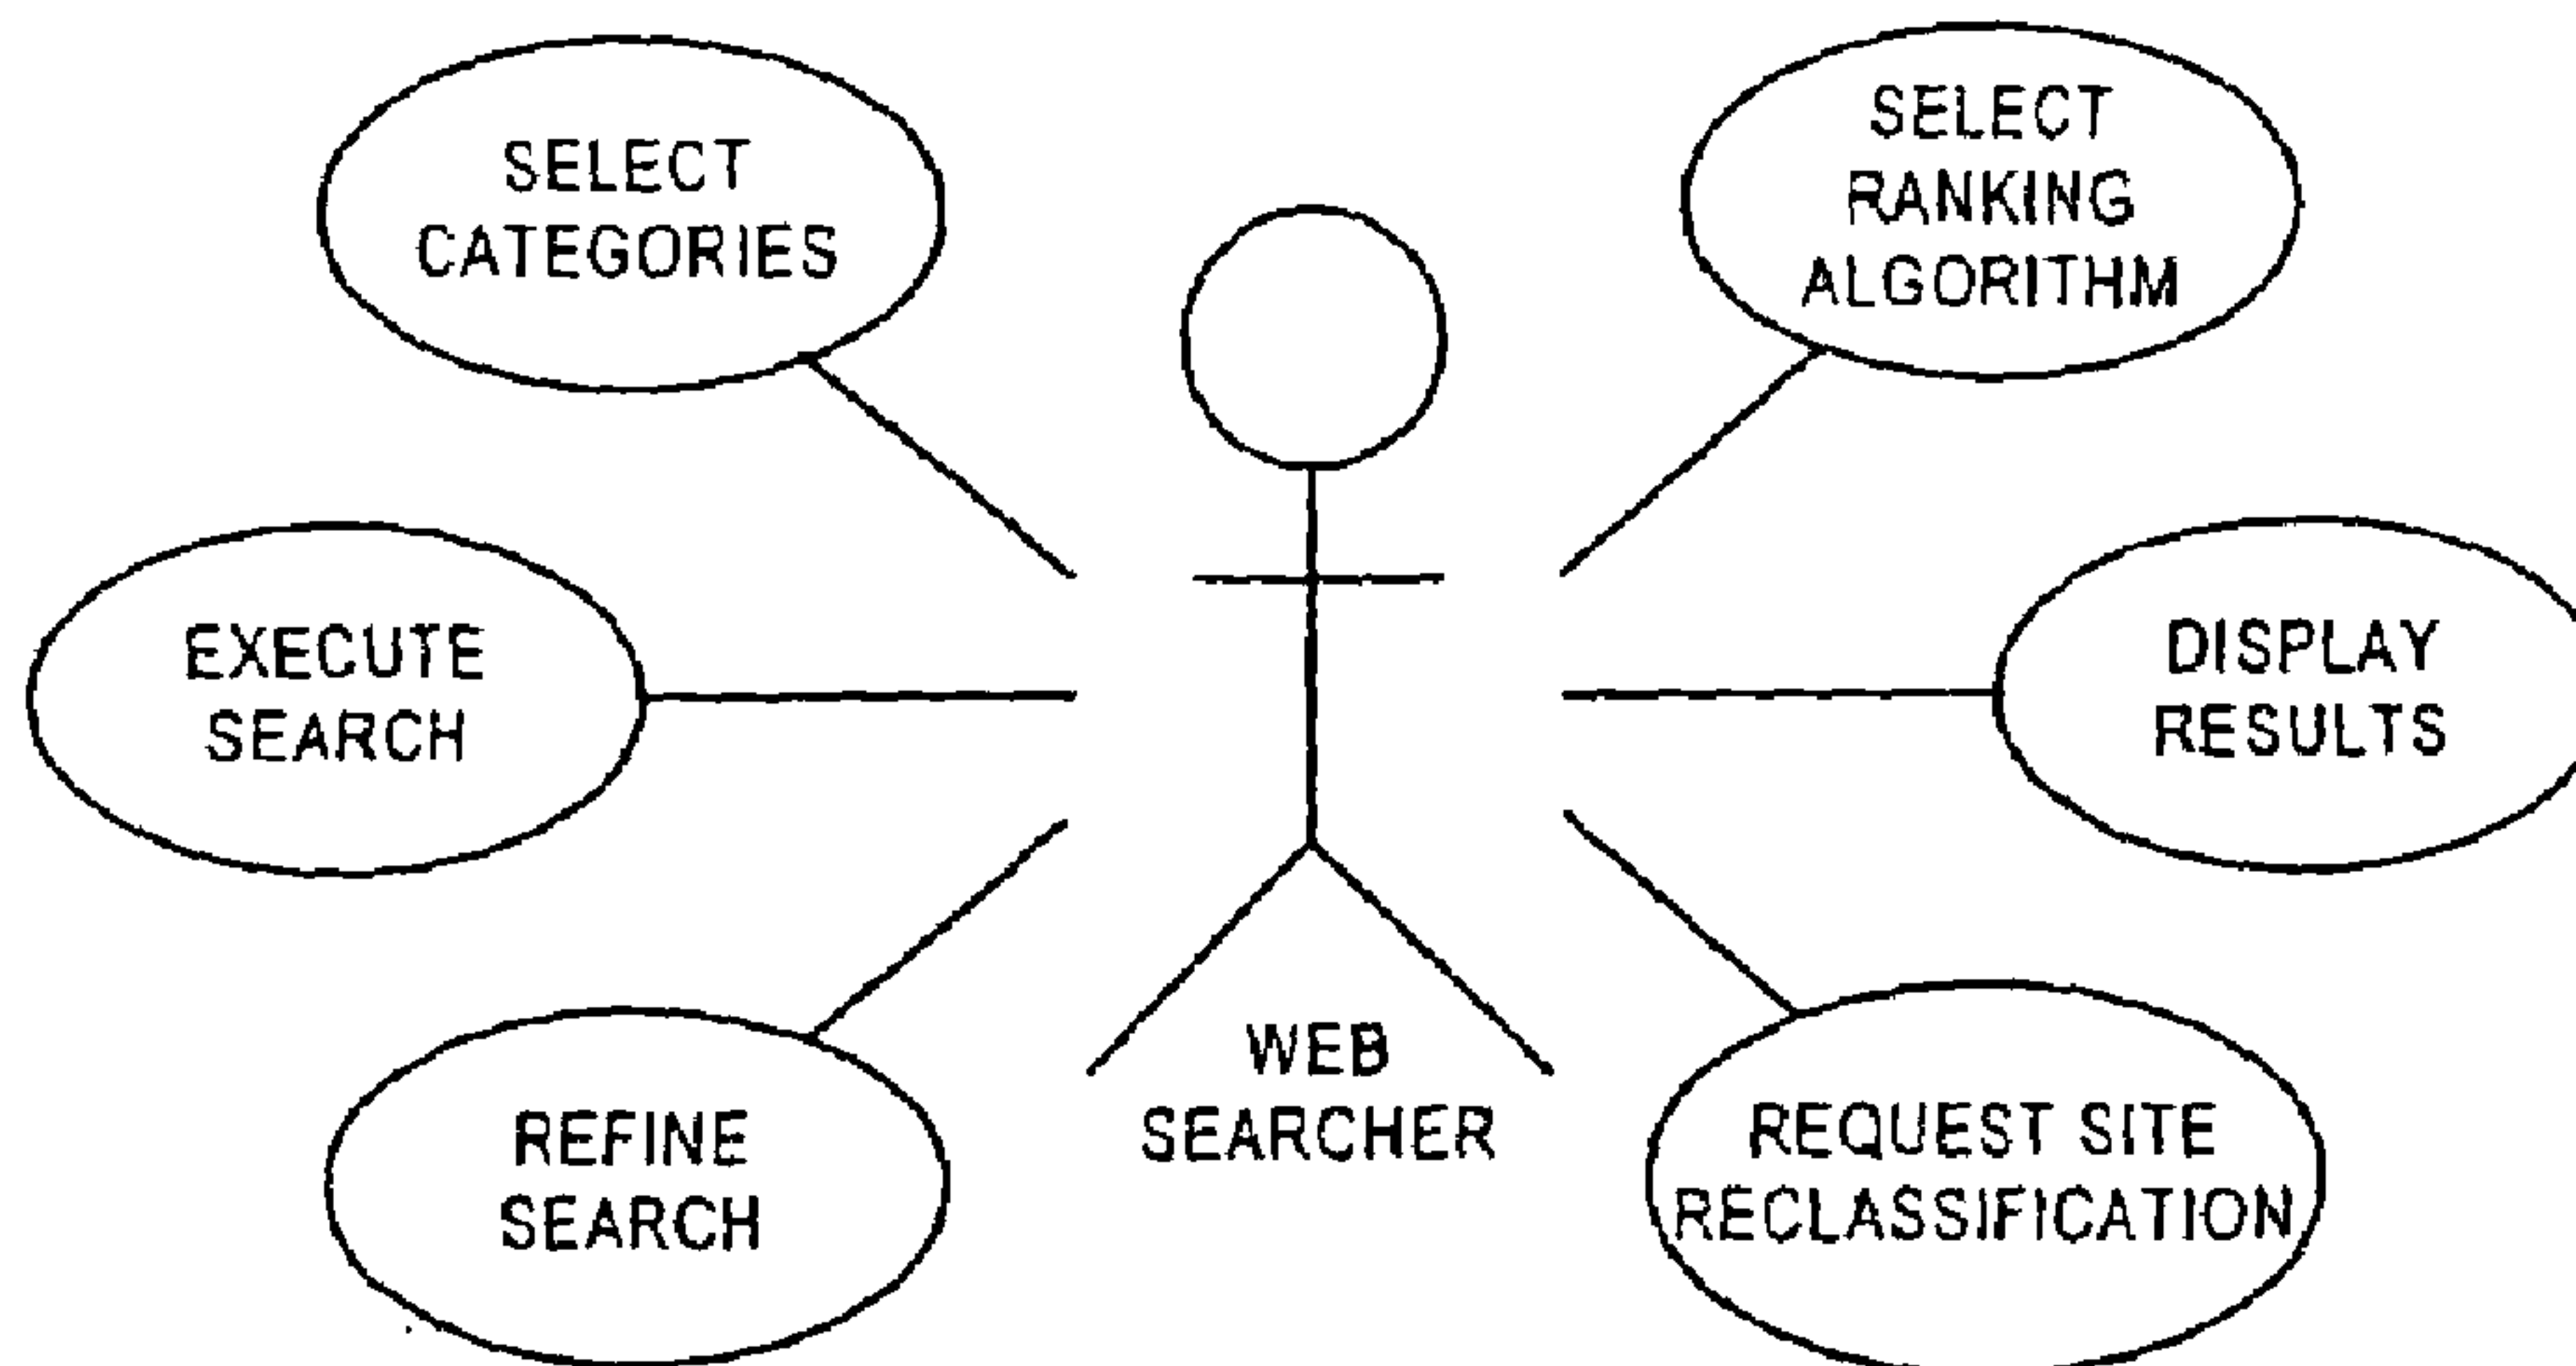 SELECT
CATEGORIES
SELECT
RANKING
ALGORITHM
EXECUTE
SEARCH
DISPLAY
RESULTS
REFINE
SEARCH
WEB
SEARCHER
REQUEST SITE
RECLASSIFICATION